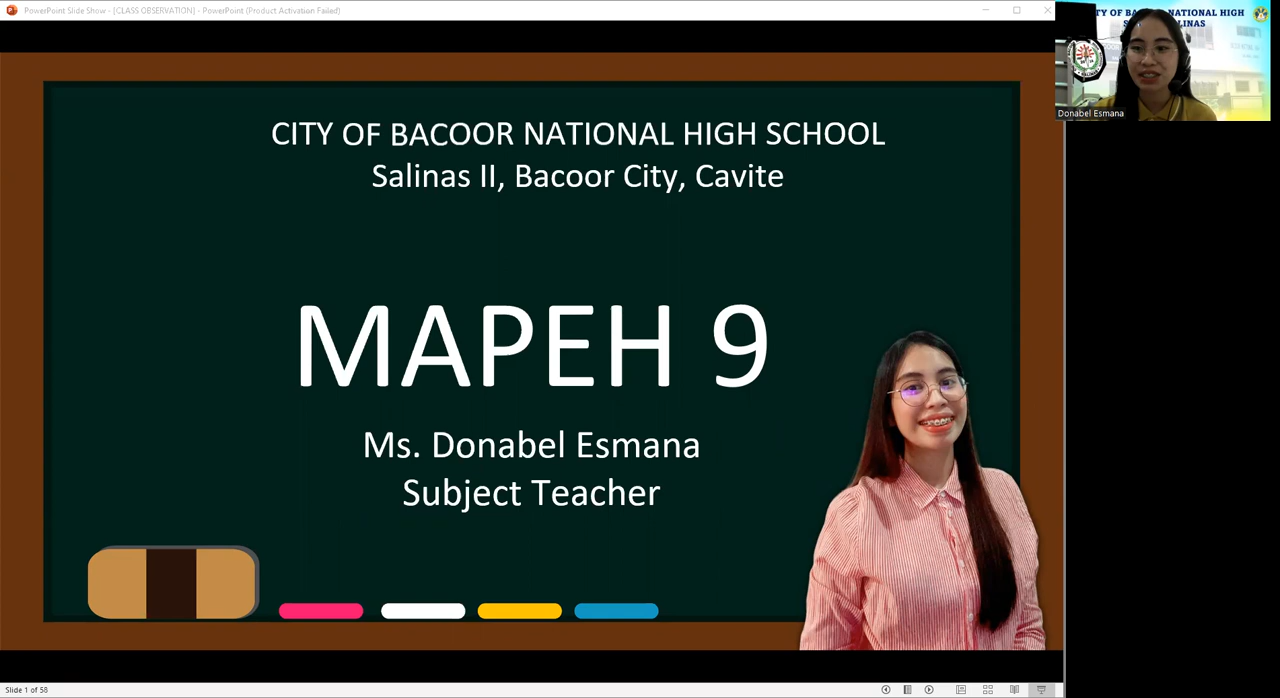 PowerPoint Slide Show - [CLASS OBSERVATION] - PowerPoint (Product Activation Failed)
CITY OF BACOOR NATIONAL HIGH SCHOOL
Salinas II, Bacoor City, Cavite
MAPEH 9
Ms. Donabel Esmana
Subject Teacher
Donabel Esmana
Slide 1 of 58